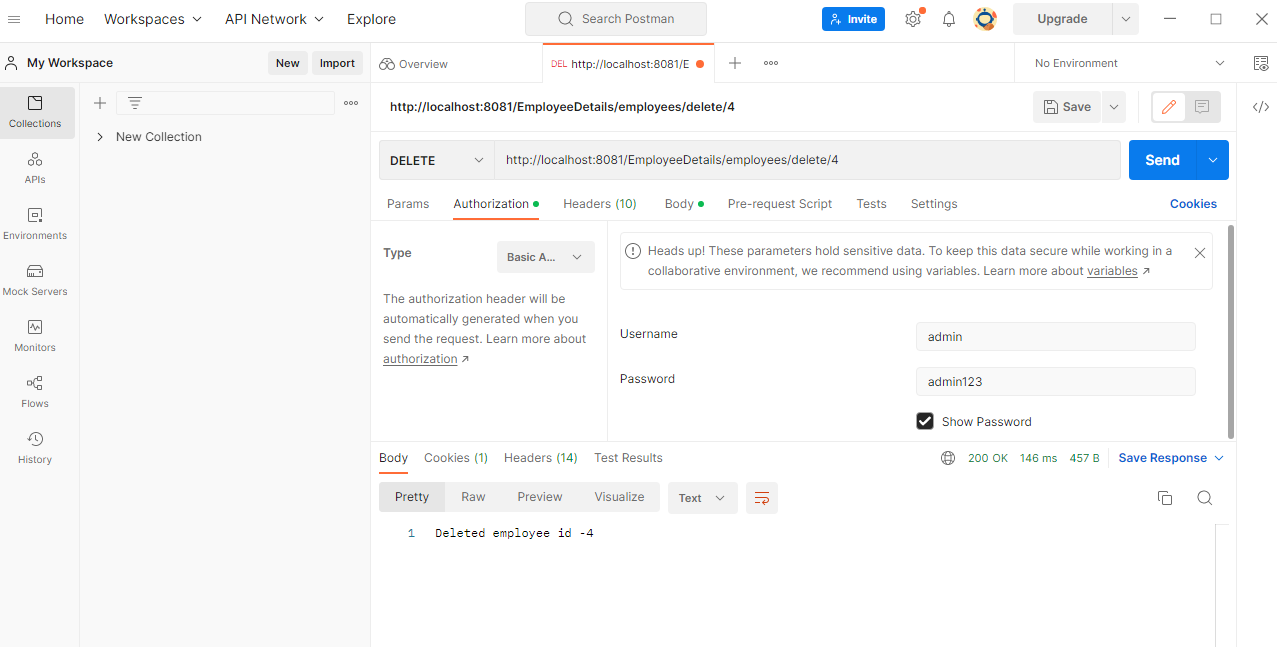 Home Workspaces API Network Explore Search Postman Invite Upgrade
My Workspace New Import Overview DEL http://localhost:8081/E No Environment
Collections
APIs
Environments
Mock Servers
Monitors
Flows
History
New Collection
http://localhost:8081/EmployeeDetails/employees/delete/4 Save
DELETE http://localhost:8081/EmployeeDetails/employees/delete/4 Send
Params Authorization Headers (10) Body Pre-request Script Tests Settings Cookies
Type Basic A...
The authorization header will be
automatically generated when you
send the request. Learn more about
authorization ↗
Heads up! These parameters hold sensitive data. To keep this data secure while working in a
collaborative environment, we recommend using variables. Learn more about variables ↗
Username admin
Password admin123
Show Password
Body Cookies (1) Headers (14) Test Results 200 OK 146 ms 457 B Save Response
Pretty Raw Preview Visualize Text
1 Deleted employee id -4